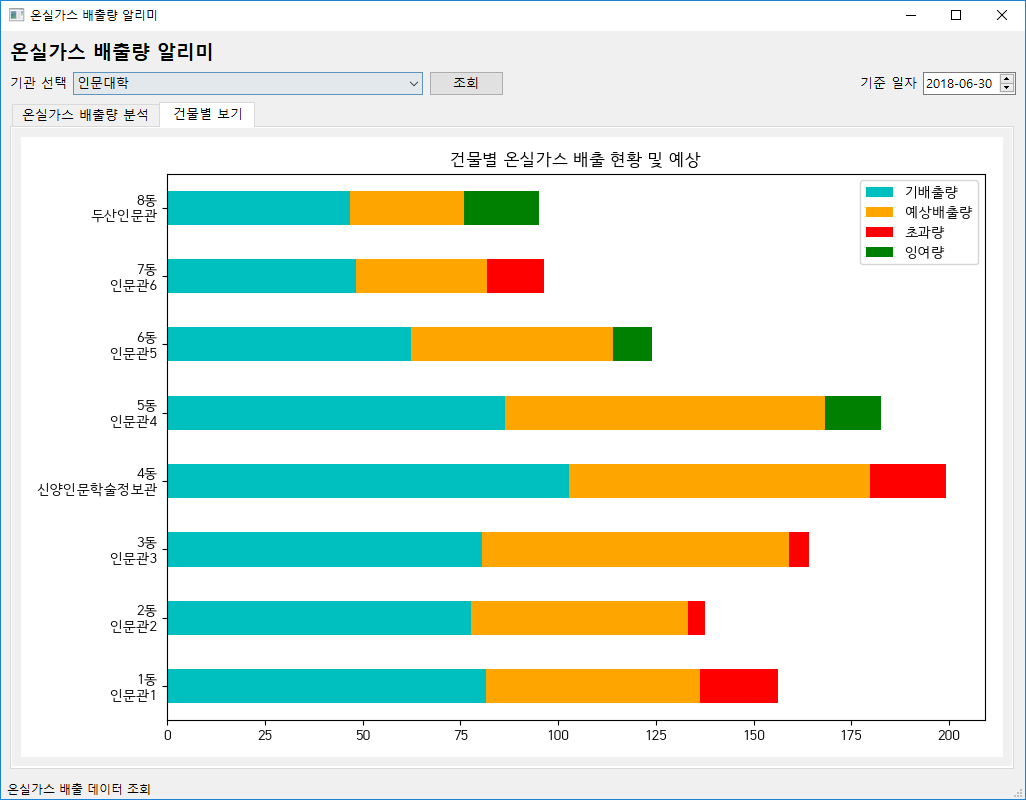 온실가스 배출량 알리미
온실가스 배출량 알리미
기관 선택 인문대학 조회 기준 일자 2018-06-30
온실가스 배출량 분석 건물별 보기
건물별 온실가스 배출 현황 및 예상
기배출량
예상배출량
초과량
잉여량
8동
두산인문관
7동
인문관6
6동
인문관5
5동
인문관4
4동
신양인문학술정보관
3동
인문관3
2동
인문관2
1동
인문관1
0 25 50 75 100 125 150 175 200
온실가스 배출 데이터 조회